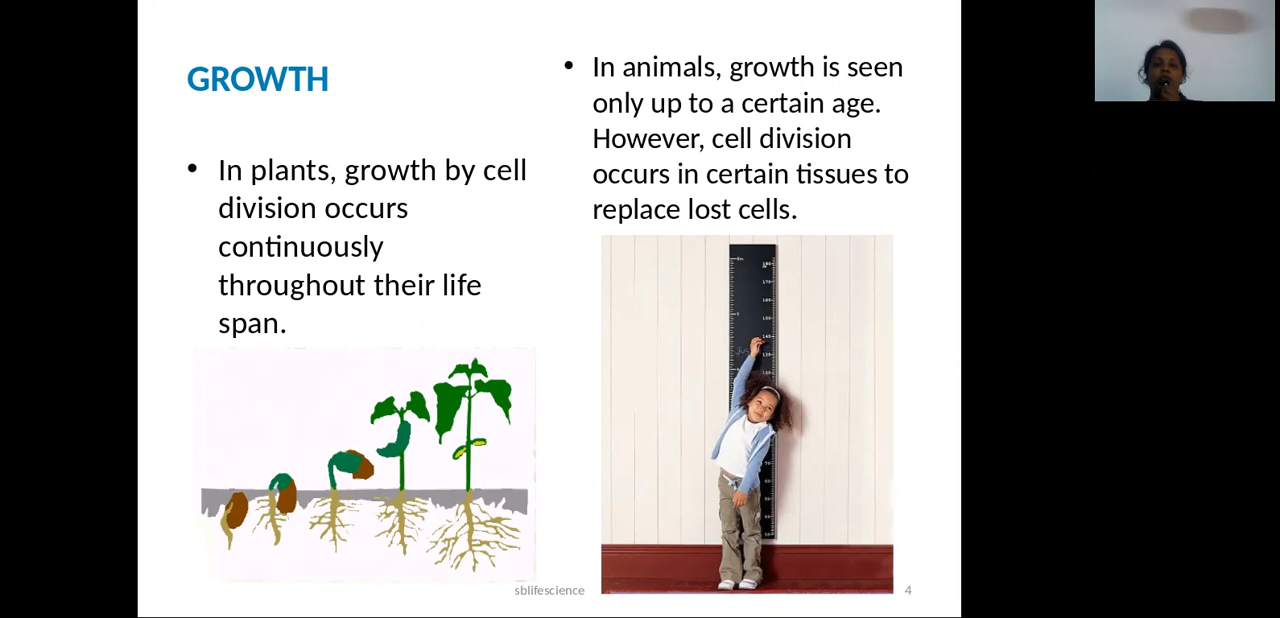 GROWTH
• In plants, growth by cell
division occurs
continuously
throughout their life
span.
• In animals, growth is seen
only up to a certain age.
However, cell division
occurs in certain tissues to
replace lost cells.
sblifescience
4